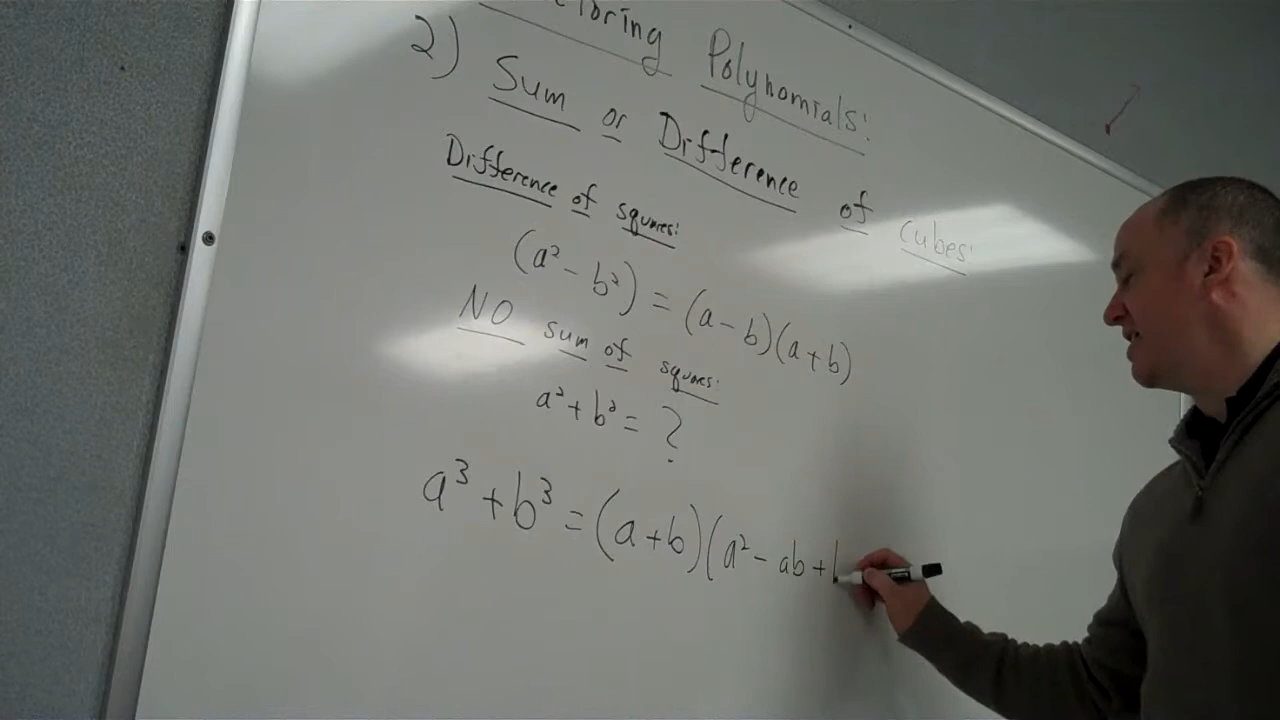 ctoring Polynomials:
2) Sum or Difference of cubes:
Difference of squares:
(a² - b²) = (a - b)(a + b)
NO sum of squares:
a² + b² = ?
a³ + b³ = (a + b)(a² - ab + b